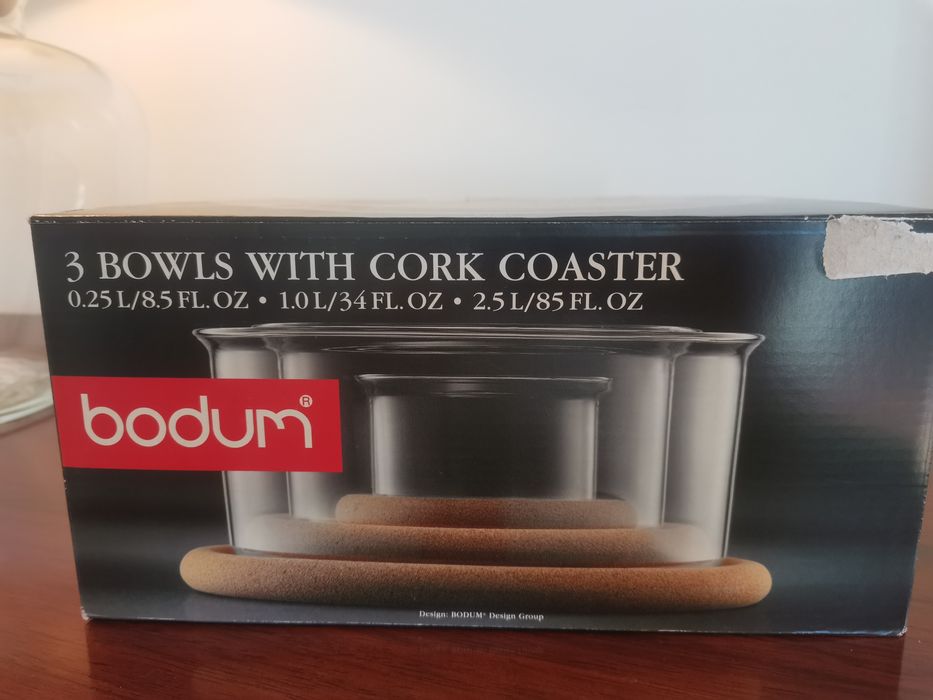 3 BOWLS WITH CORK COASTER
0.25 L/8.5 FL. OZ • 1.0 L/34 FL. OZ • 2.5 L/85 FL. OZ
bodum®
Design: BODUM® Design Group